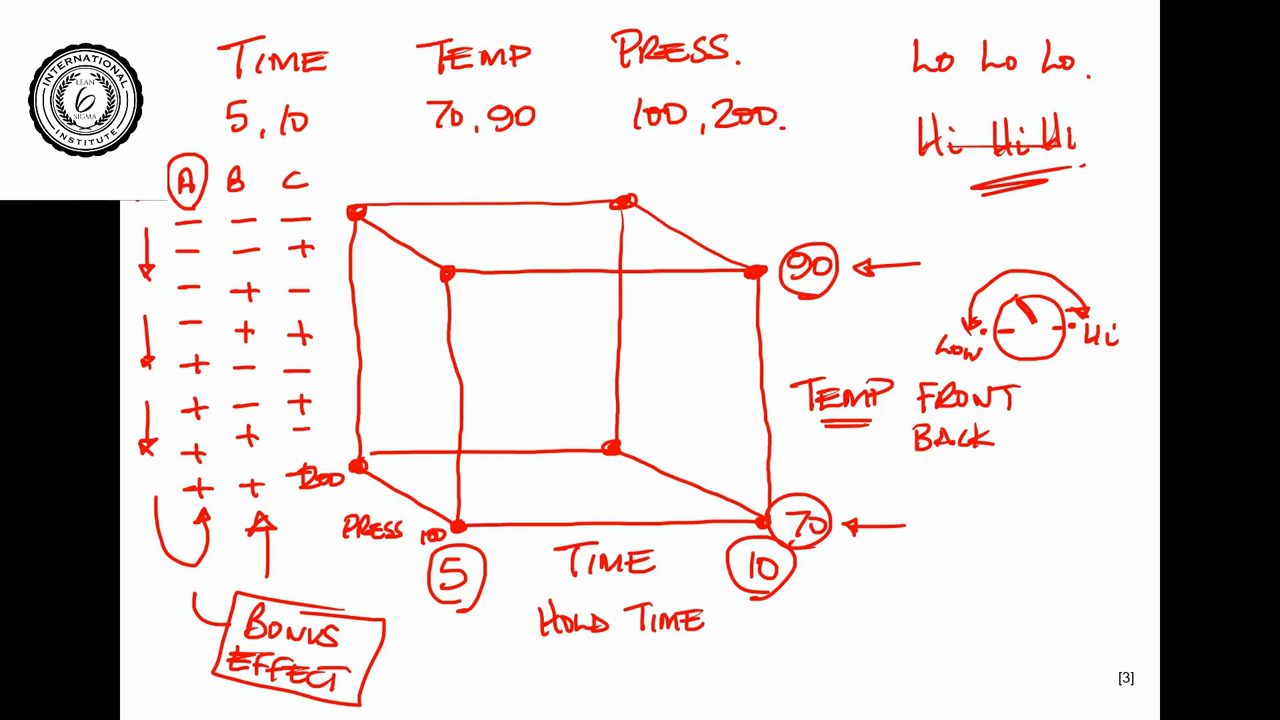 INTERNATIONAL
LEAN
6
SIGMA
INSTITUTE
TIME TEMP PRESS.
5, 10 70, 90 100, 200.
Lo Lo Lo.
Hi Hi Hi
A B C
- - -
- - +
- + -
- + +
+ - -
+ - +
+ + -
+ +
90
Low Hi
TEMP FRONT
BACK
200
PRESS 100
70
5 TIME 10
HOLD TIME
BONUS
EFFECT
[3]